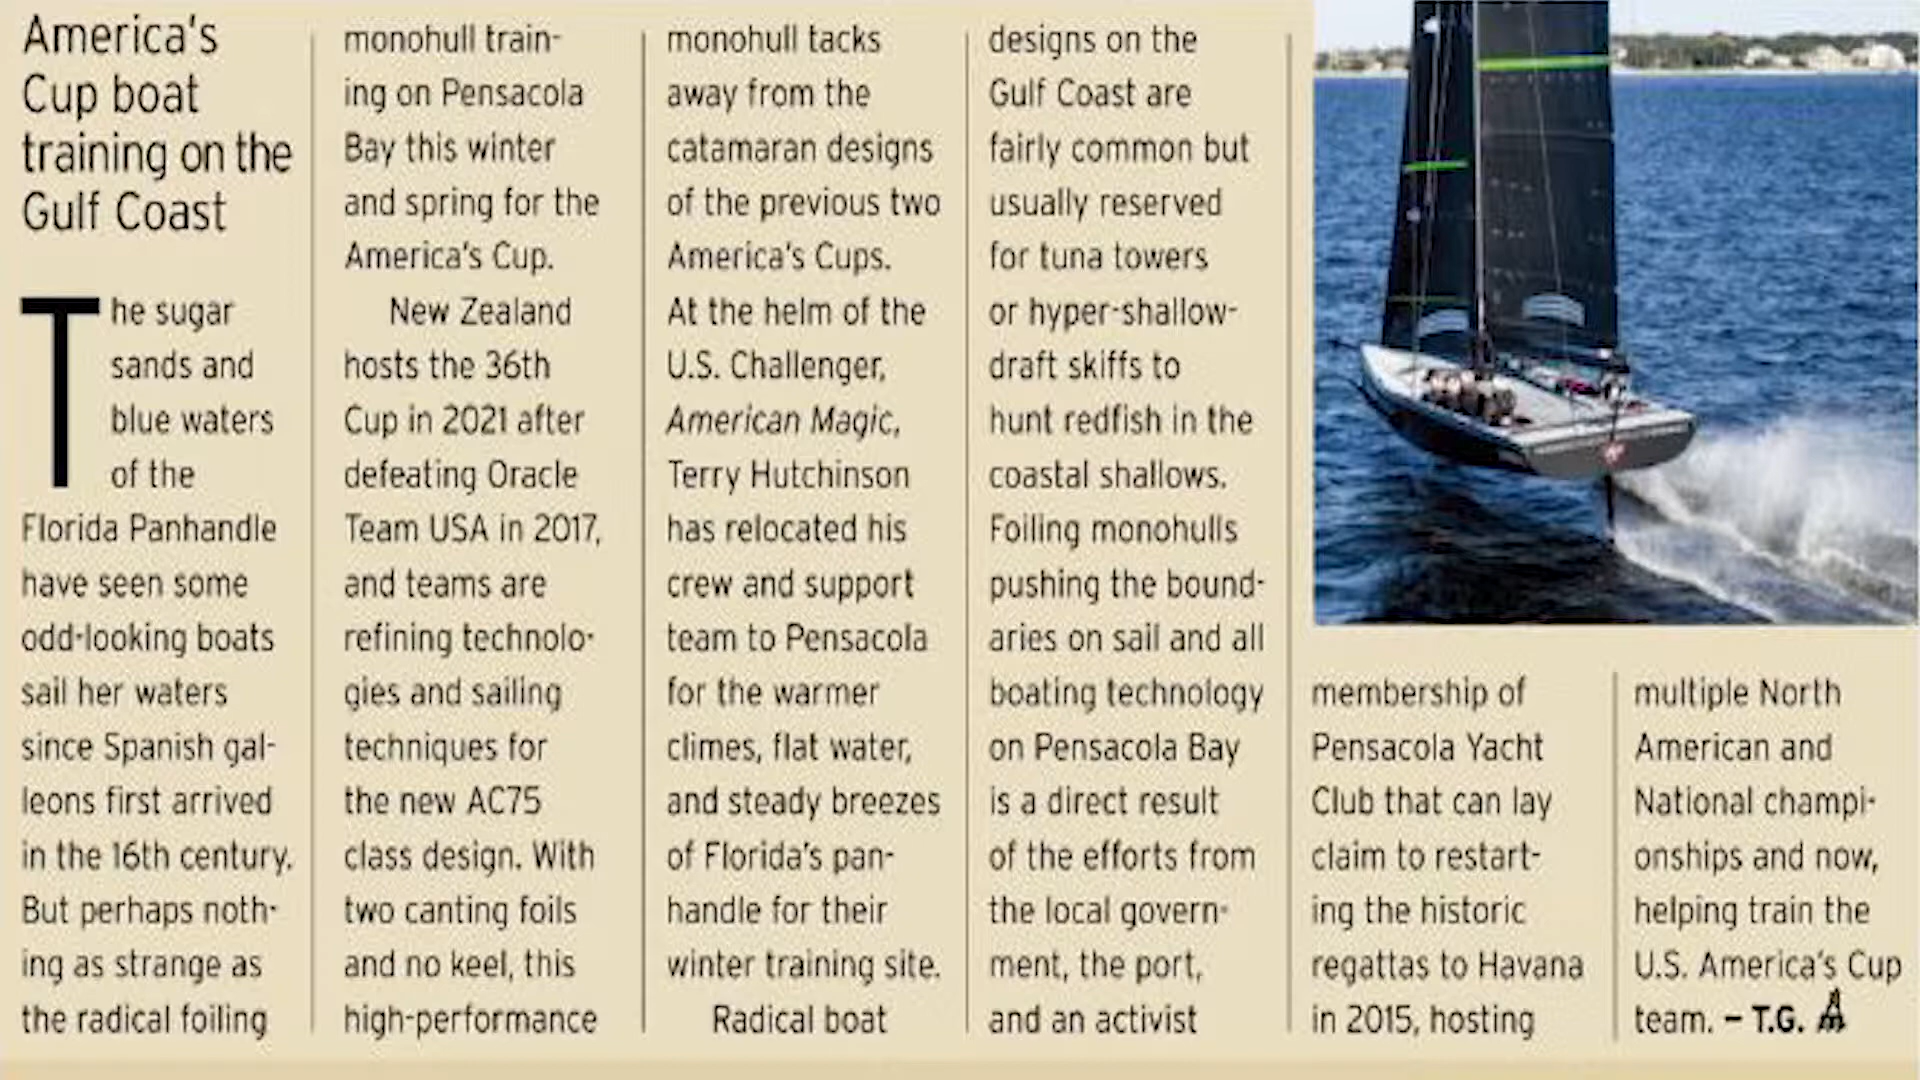 America's
Cup boat
training on the
Gulf Coast
The sugar
sands and
blue waters
of the
Florida Panhandle
have seen some
odd-looking boats
sail her waters
since Spanish gal-
leons first arrived
in the 16th century.
But perhaps noth-
ing as strange as
the radical foiling
monohull train-
ing on Pensacola
Bay this winter
and spring for the
America's Cup.
New Zealand
hosts the 36th
Cup in 2021 after
defeating Oracle
Team USA in 2017,
and teams are
refining technolo-
gies and sailing
techniques for
the new AC75
class design. With
two canting foils
and no keel, this
high-performance
monohull tacks
away from the
catamaran designs
of the previous two
America's Cups.
At the helm of the
U.S. Challenger,
American Magic,
Terry Hutchinson
has relocated his
crew and support
team to Pensacola
for the warmer
climes, flat water,
and steady breezes
of Florida's pan-
handle for their
winter training site.
Radical boat
designs on the
Gulf Coast are
fairly common but
usually reserved
for tuna towers
or hyper-shallow-
draft skiffs to
hunt redfish in the
coastal shallows.
Foiling monohulls
pushing the bound-
aries on sail and all
boating technology
on Pensacola Bay
is a direct result
of the efforts from
the local govern-
ment, the port,
and an activist
membership of
Pensacola Yacht
Club that can lay
claim to restart-
ing the historic
regattas to Havana
in 2015, hosting
multiple North
American and
National champi-
onships and now,
helping train the
U.S. America's Cup
team. – T.G.